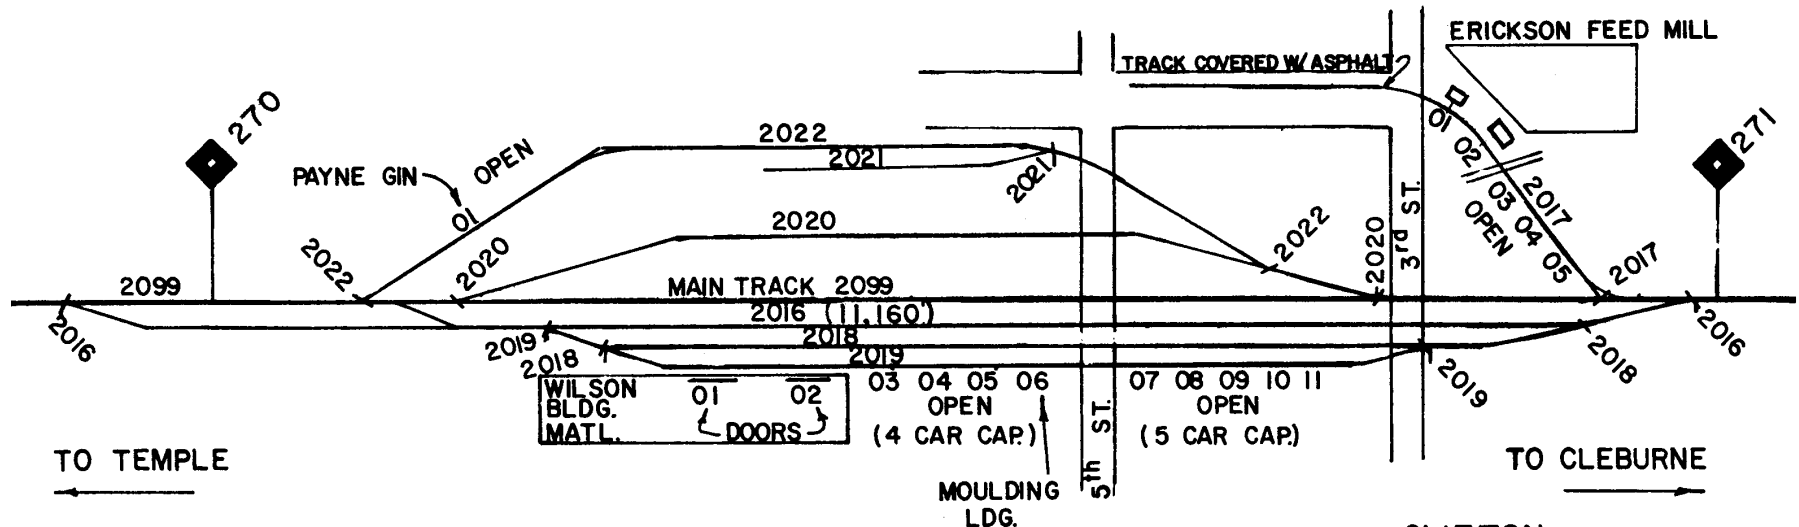 ERICKSON FEED MILL
TRACK COVERED W/ ASPHALT
270
271
01
02
03
04
05
2017
OPEN
2017
PAYNE GIN
01
OPEN
2022
2021
2021
2020
2022
2020
2022
2020
3rd ST.
2099
MAIN TRACK 2099
2016 (11,160')
2018
2019
2016
2019
2018
2016
2018
2019
WILSON
BLDG.
MATL.
01 02
DOORS
03 04 05 06
OPEN
(4 CAR CAP.)
07 08 09 10 11
OPEN
(5 CAR CAP.)
5th ST.
MOULDING
LDG.
TO TEMPLE
TO CLEBURNE